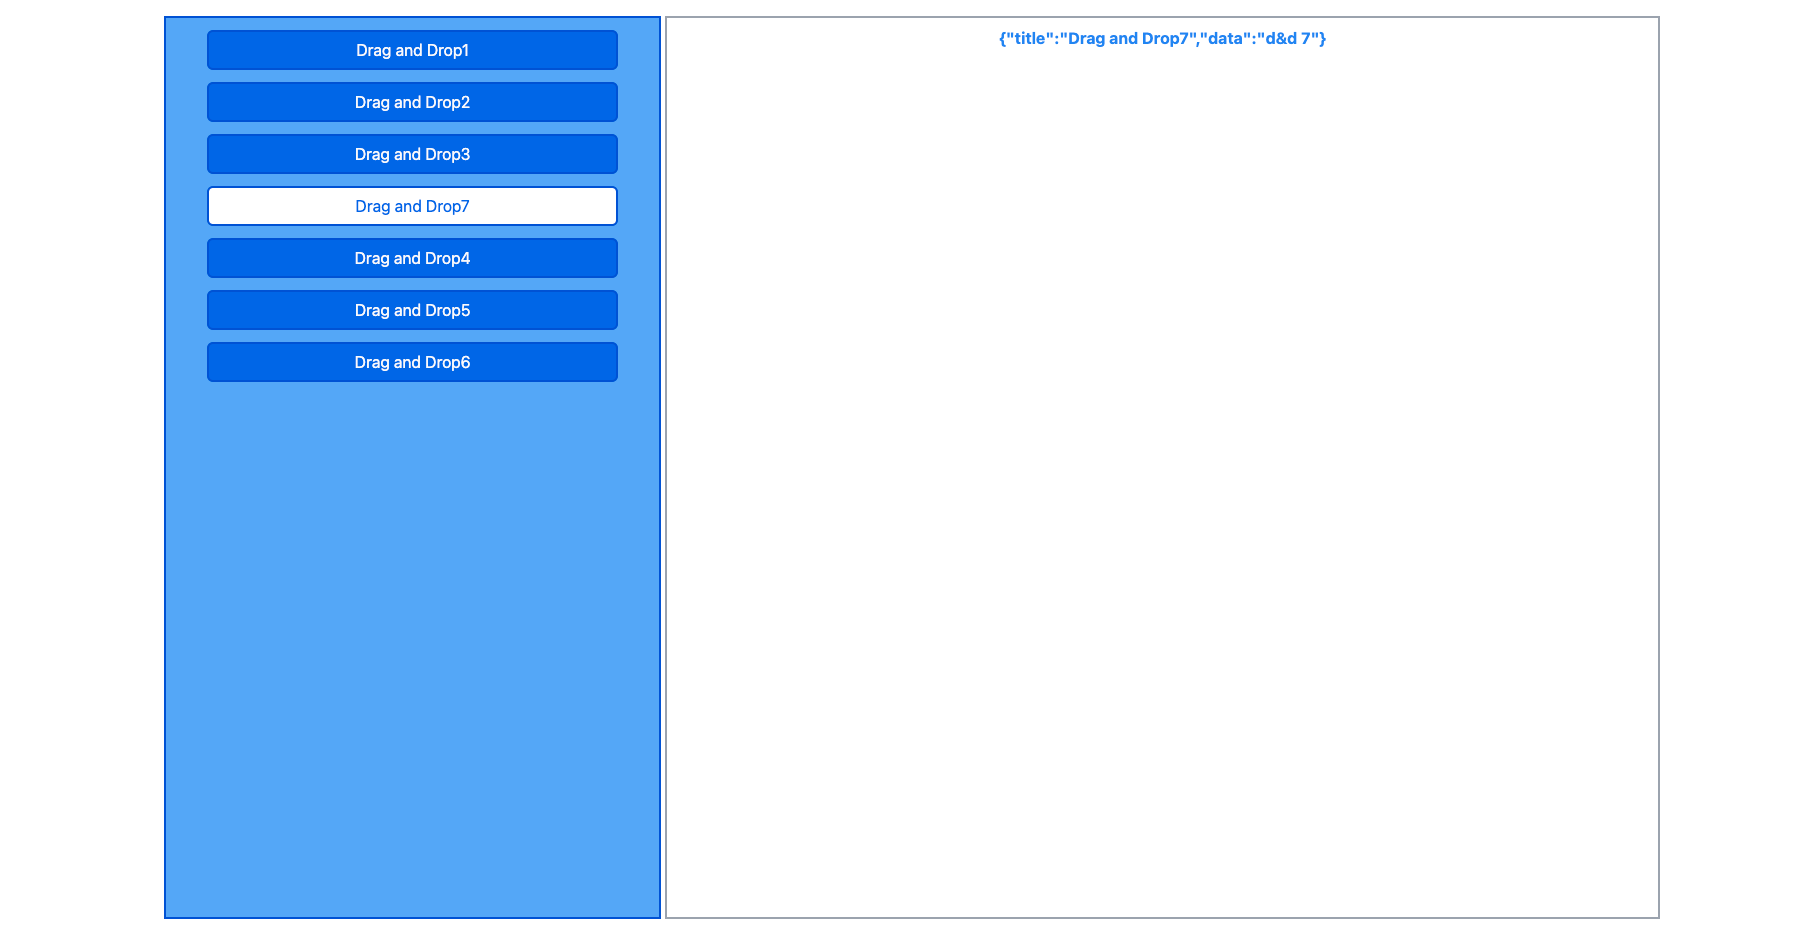 Drag and Drop1
Drag and Drop2
Drag and Drop3
Drag and Drop7
Drag and Drop4
Drag and Drop5
Drag and Drop6
{"title":"Drag and Drop7","data":"d&d 7"}